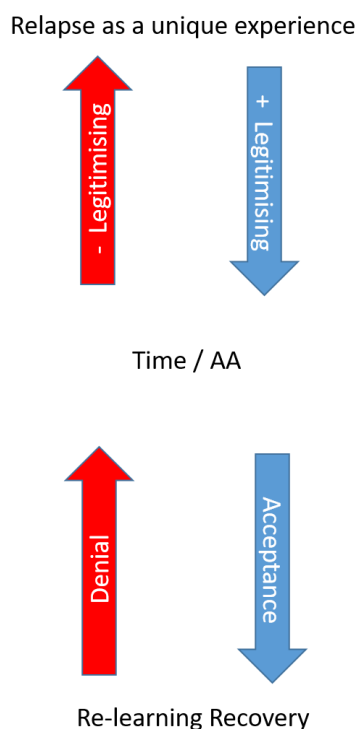 Relapse as a unique experience
- Legitimising
+ Legitimising
Time / AA
Denial
Acceptance
Re-learning Recovery